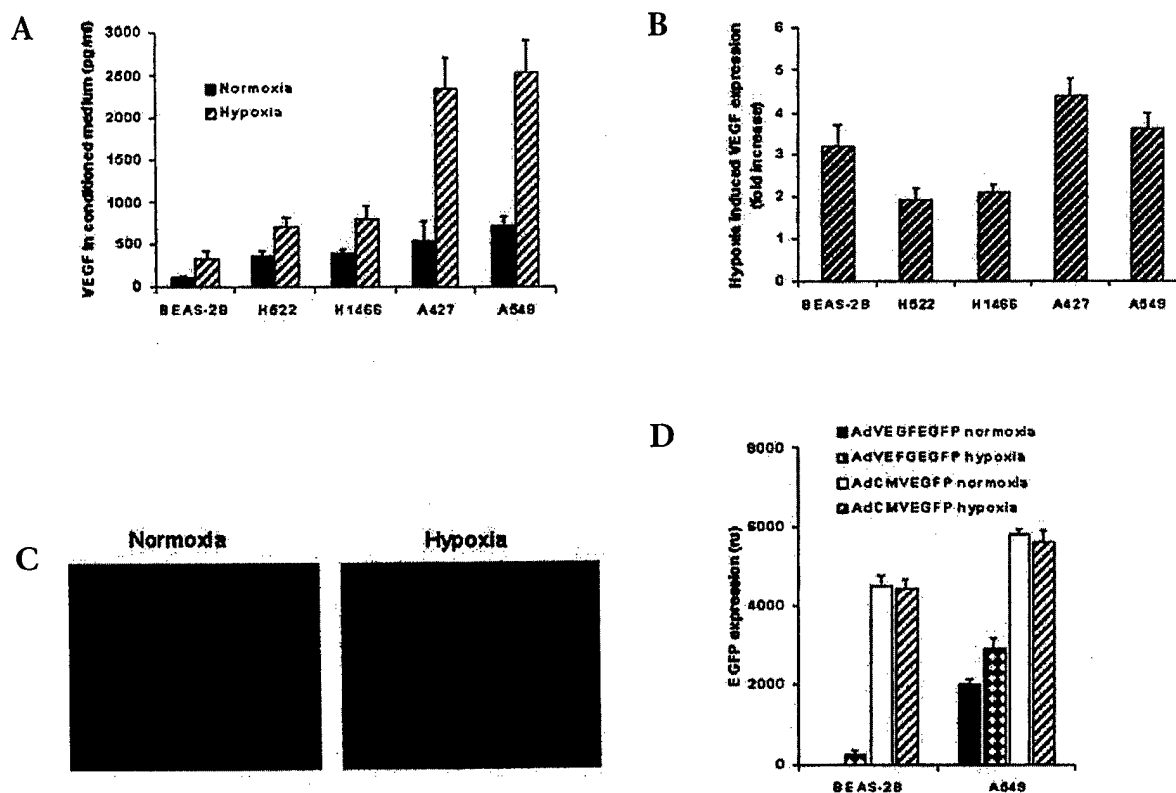 A
VEGF in conditioned medium (pg/ml)
3000
2500
2000
1500
1000
500
0
Normoxia
Hypoxia
BEAS-2B
H522
H1466
A427
A549
B
Hypoxia induced VEGF expression
(fold increase)
6
5
4
3
2
1
0
BEAS-2B
H522
H1466
A427
A549
C
Normoxia
Hypoxia
D
AdVEGFEGFP normoxia
AdVEFGEGFP hypoxia
AdCMVEGFP normoxia
AdCMVEGFP hypoxia
EGFP expression (ru)
8000
6000
4000
2000
0
BEAS-2B
A549